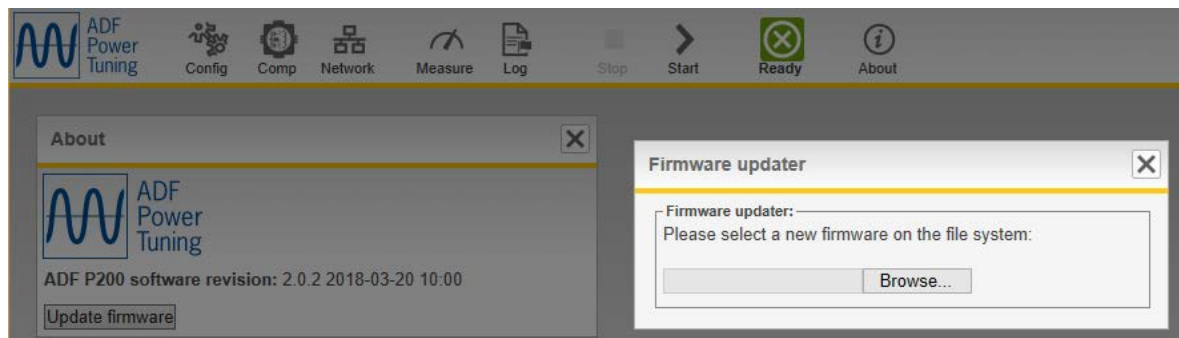 ADF
Power
Tuning
Config
Comp
Network
Measure
Log
Stop
Start
Ready
About
About
ADF
Power
Tuning
ADF P200 software revision: 2.0.2 2018-03-20 10:00
Update firmware
Firmware updater
Firmware updater:
Please select a new firmware on the file system:
Browse...